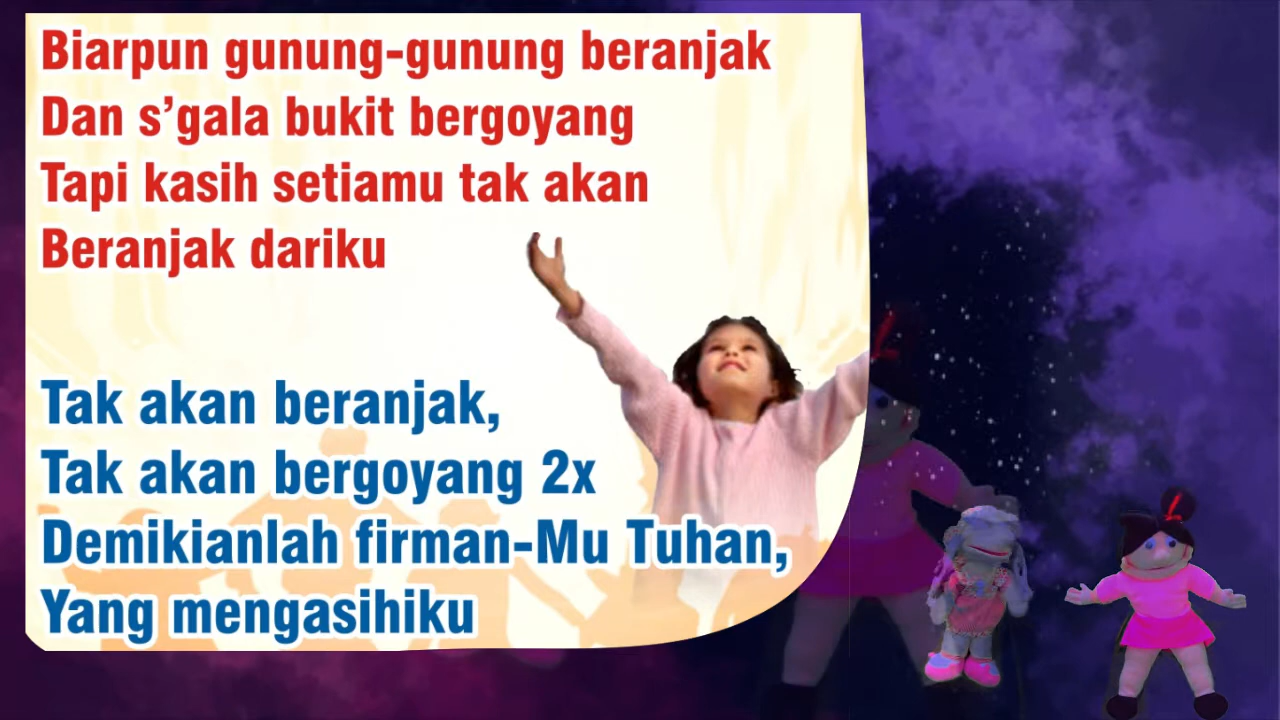 Biarpun gunung-gunung beranjak
Dan s’gala bukit bergoyang
Tapi kasih setiamu tak akan
Beranjak dariku
Tak akan beranjak,
Tak akan bergoyang 2x
Demikianlah firman-Mu Tuhan,
Yang mengasihiku